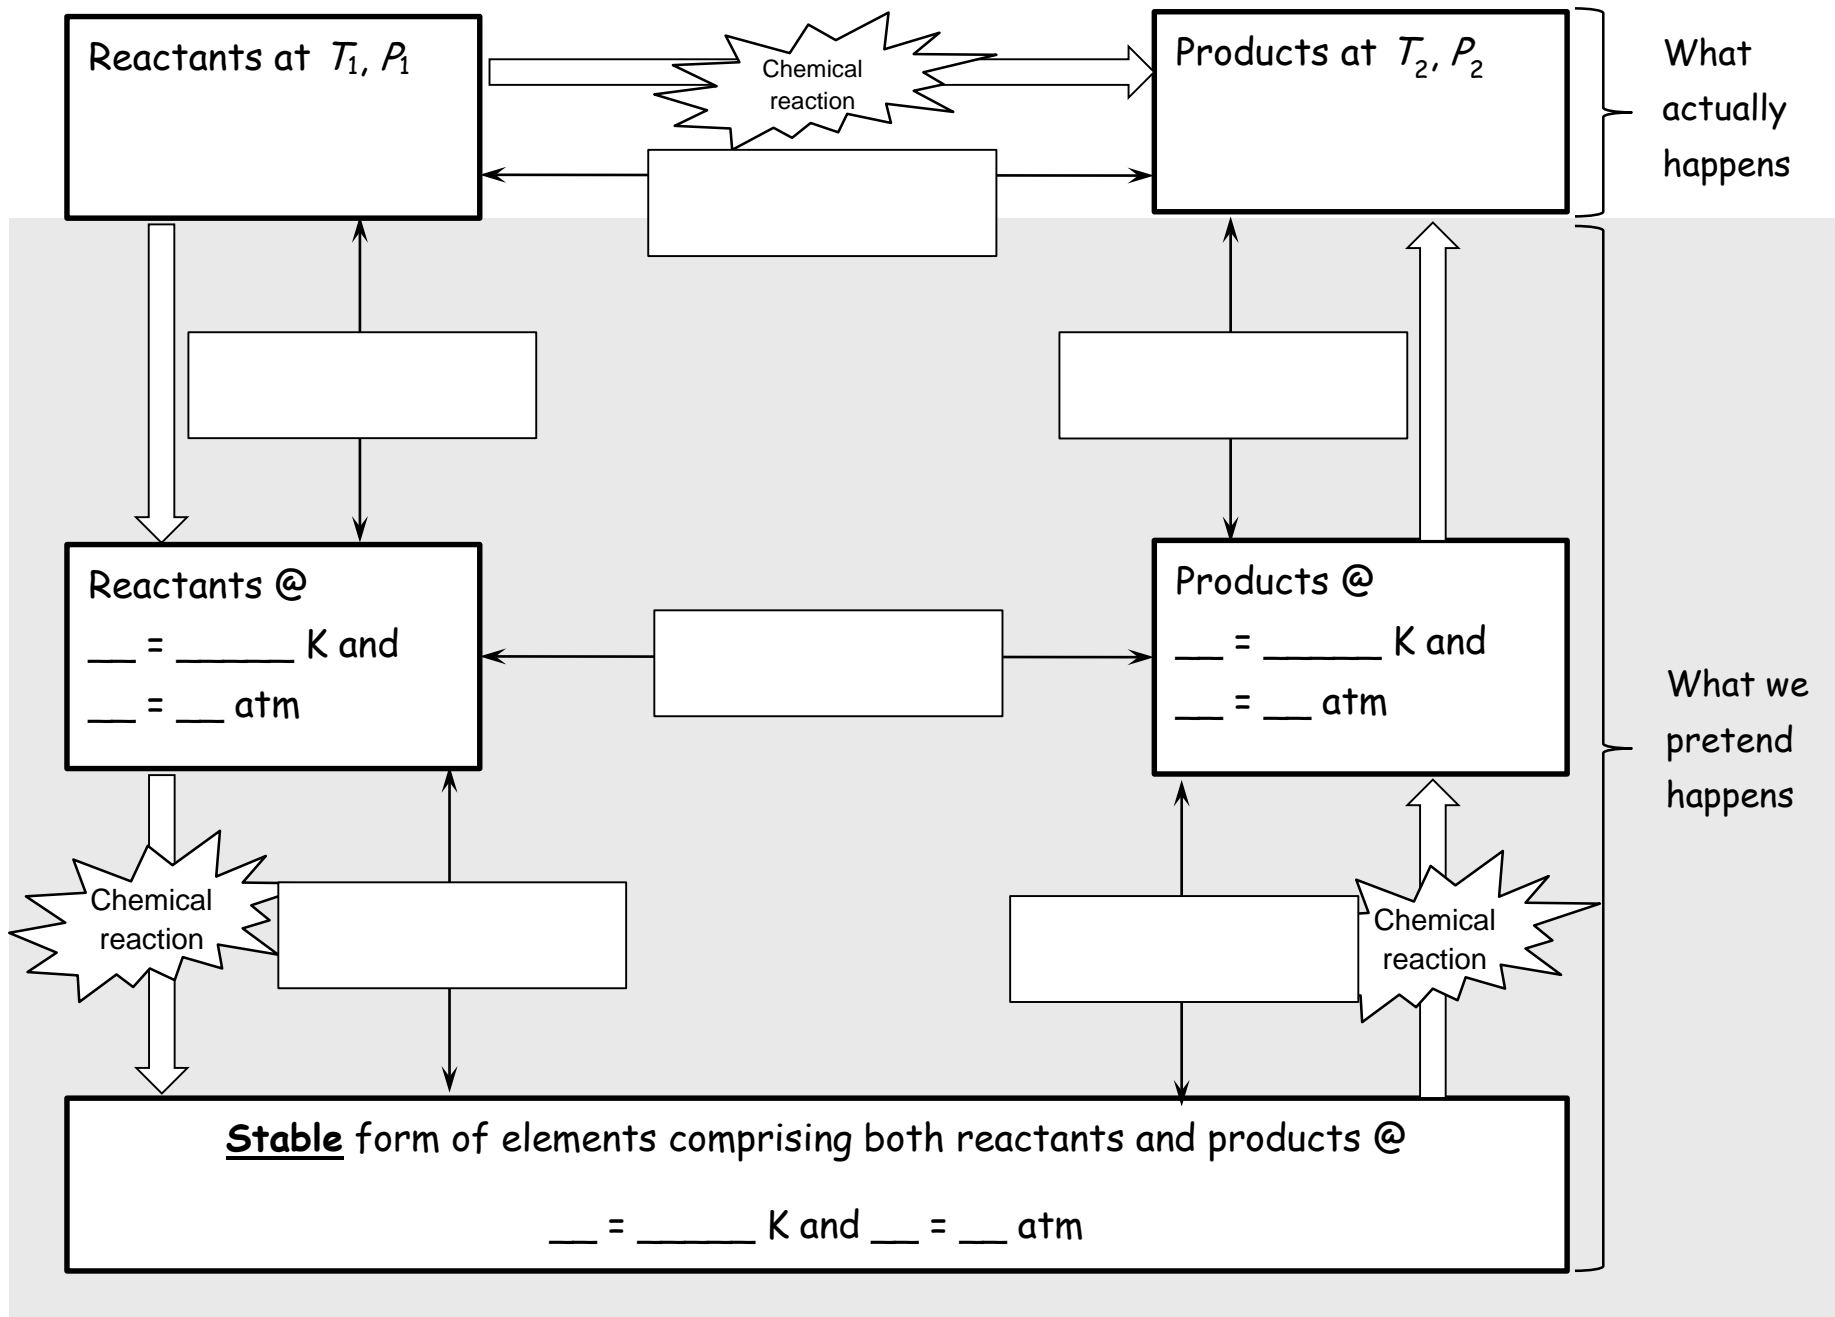 Reactants at T₁, P₁
Chemical
reaction
Products at T₂, P₂
What
actually
happens
Reactants @
__ = _____ K and
__ = __ atm
Products @
__ = _____ K and
__ = __ atm
What we
pretend
happens
Chemical
reaction
Chemical
reaction
Stable form of elements comprising both reactants and products @
__ = _____ K and __ = __ atm